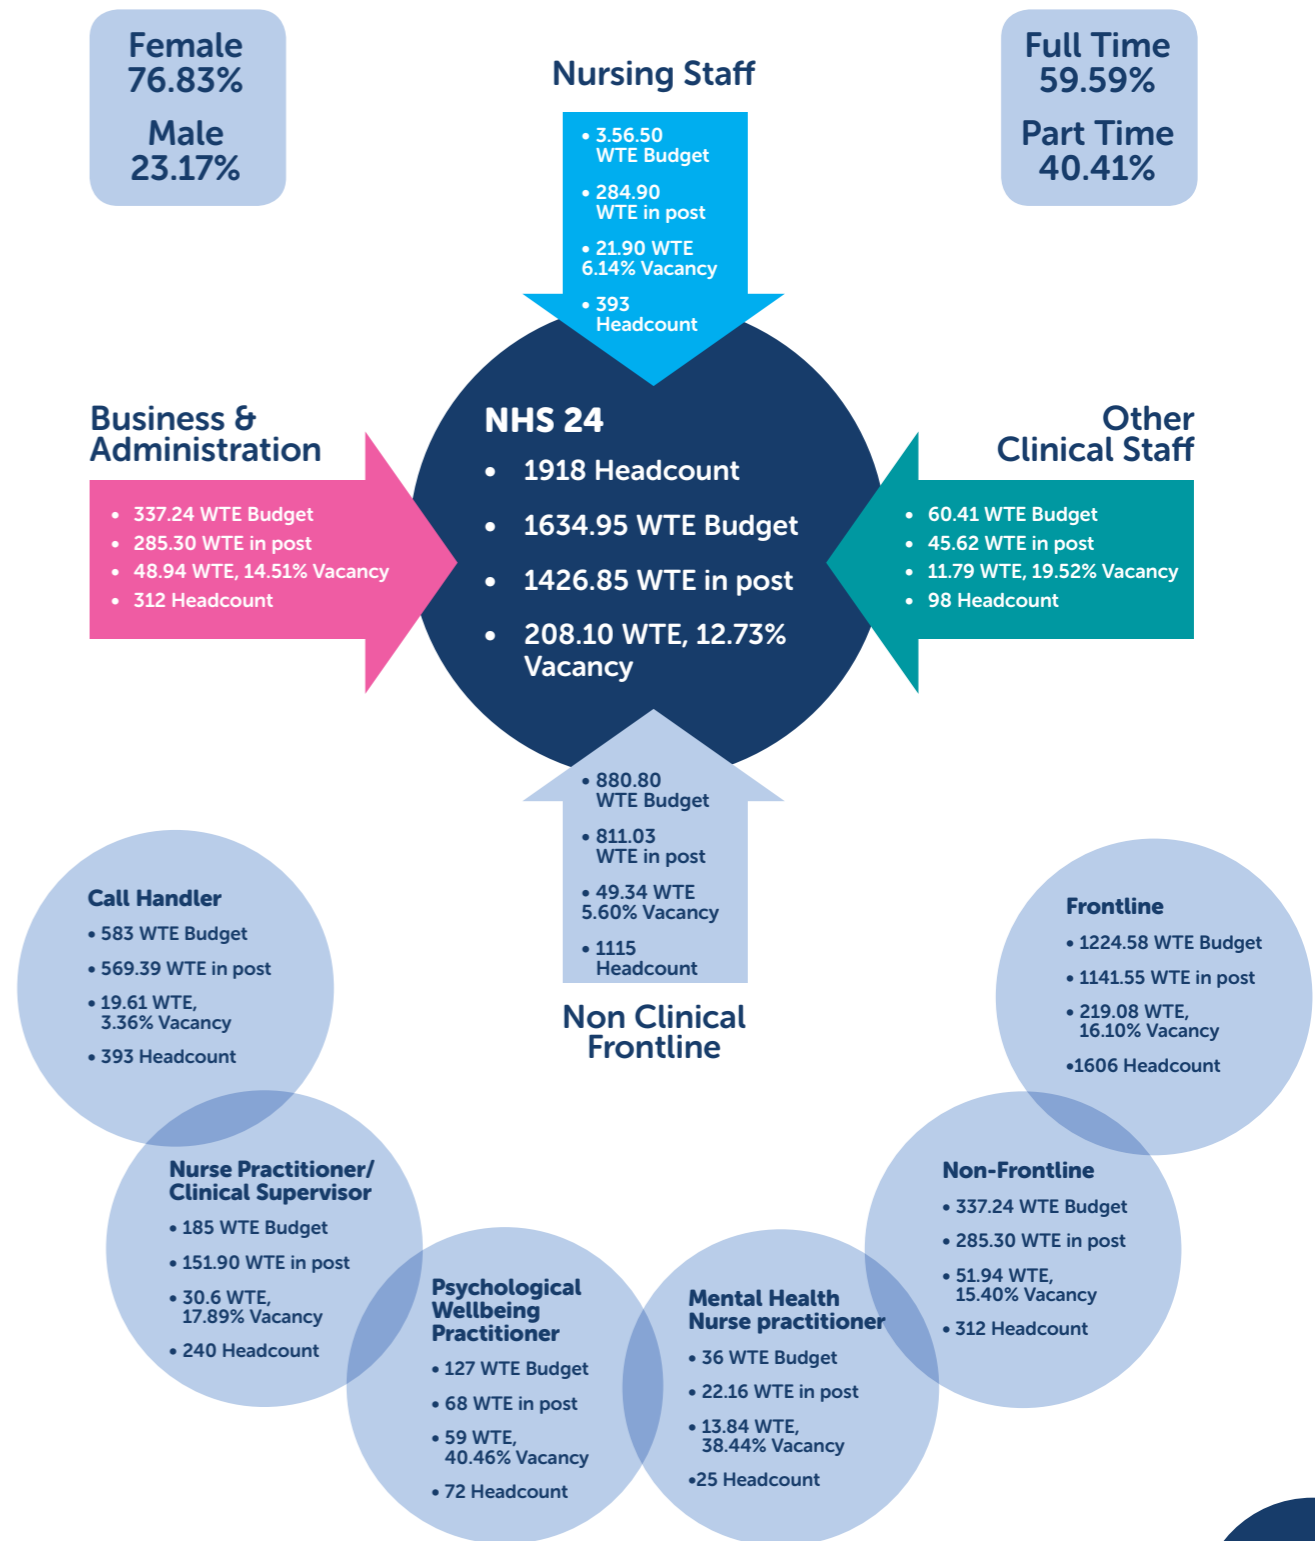 Female
76.83%
Male
23.17%
Full Time
59.59%
Part Time
40.41%
Nursing Staff
• 3.56.50
WTE Budget
• 284.90
WTE in post
• 21.90 WTE
6.14% Vacancy
• 393
Headcount
Business &
Administration
• 337.24 WTE Budget
• 285.30 WTE in post
• 48.94 WTE, 14.51% Vacancy
• 312 Headcount
NHS 24
• 1918 Headcount
• 1634.95 WTE Budget
• 1426.85 WTE in post
• 208.10 WTE, 12.73%
Vacancy
Other
Clinical Staff
• 60.41 WTE Budget
• 45.62 WTE in post
• 11.79 WTE, 19.52% Vacancy
• 98 Headcount
• 880.80
WTE Budget
• 811.03
WTE in post
• 49.34 WTE
5.60% Vacancy
• 1115
Headcount
Non Clinical
Frontline
Call Handler
• 583 WTE Budget
• 569.39 WTE in post
• 19.61 WTE,
3.36% Vacancy
• 393 Headcount
Nurse Practitioner/
Clinical Supervisor
• 185 WTE Budget
• 151.90 WTE in post
• 30.6 WTE,
17.89% Vacancy
• 240 Headcount
Psychological
Wellbeing
Practitioner
• 127 WTE Budget
• 68 WTE in post
• 59 WTE,
40.46% Vacancy
• 72 Headcount
Mental Health
Nurse practitioner
• 36 WTE Budget
• 22.16 WTE in post
• 13.84 WTE,
38.44% Vacancy
•25 Headcount
Non-Frontline
• 337.24 WTE Budget
• 285.30 WTE in post
• 51.94 WTE,
15.40% Vacancy
• 312 Headcount
Frontline
• 1224.58 WTE Budget
• 1141.55 WTE in post
• 219.08 WTE,
16.10% Vacancy
•1606 Headcount